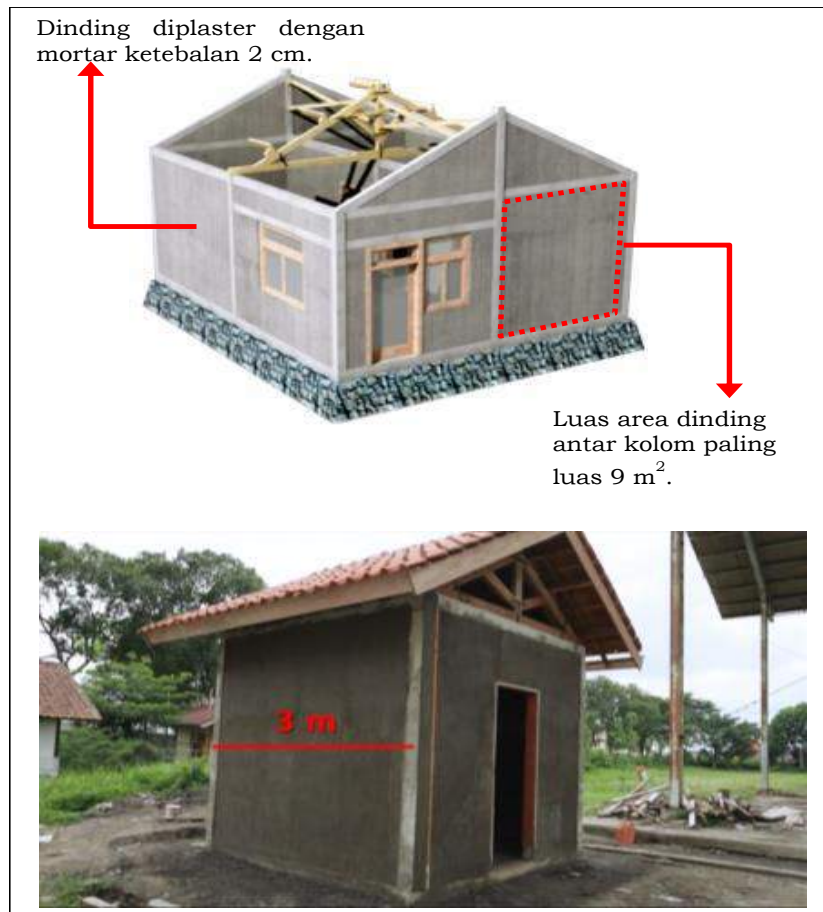 Dinding diplaster dengan
mortar ketebalan 2 cm.
Luas area dinding
antar kolom paling
luas 9 m².
3 m